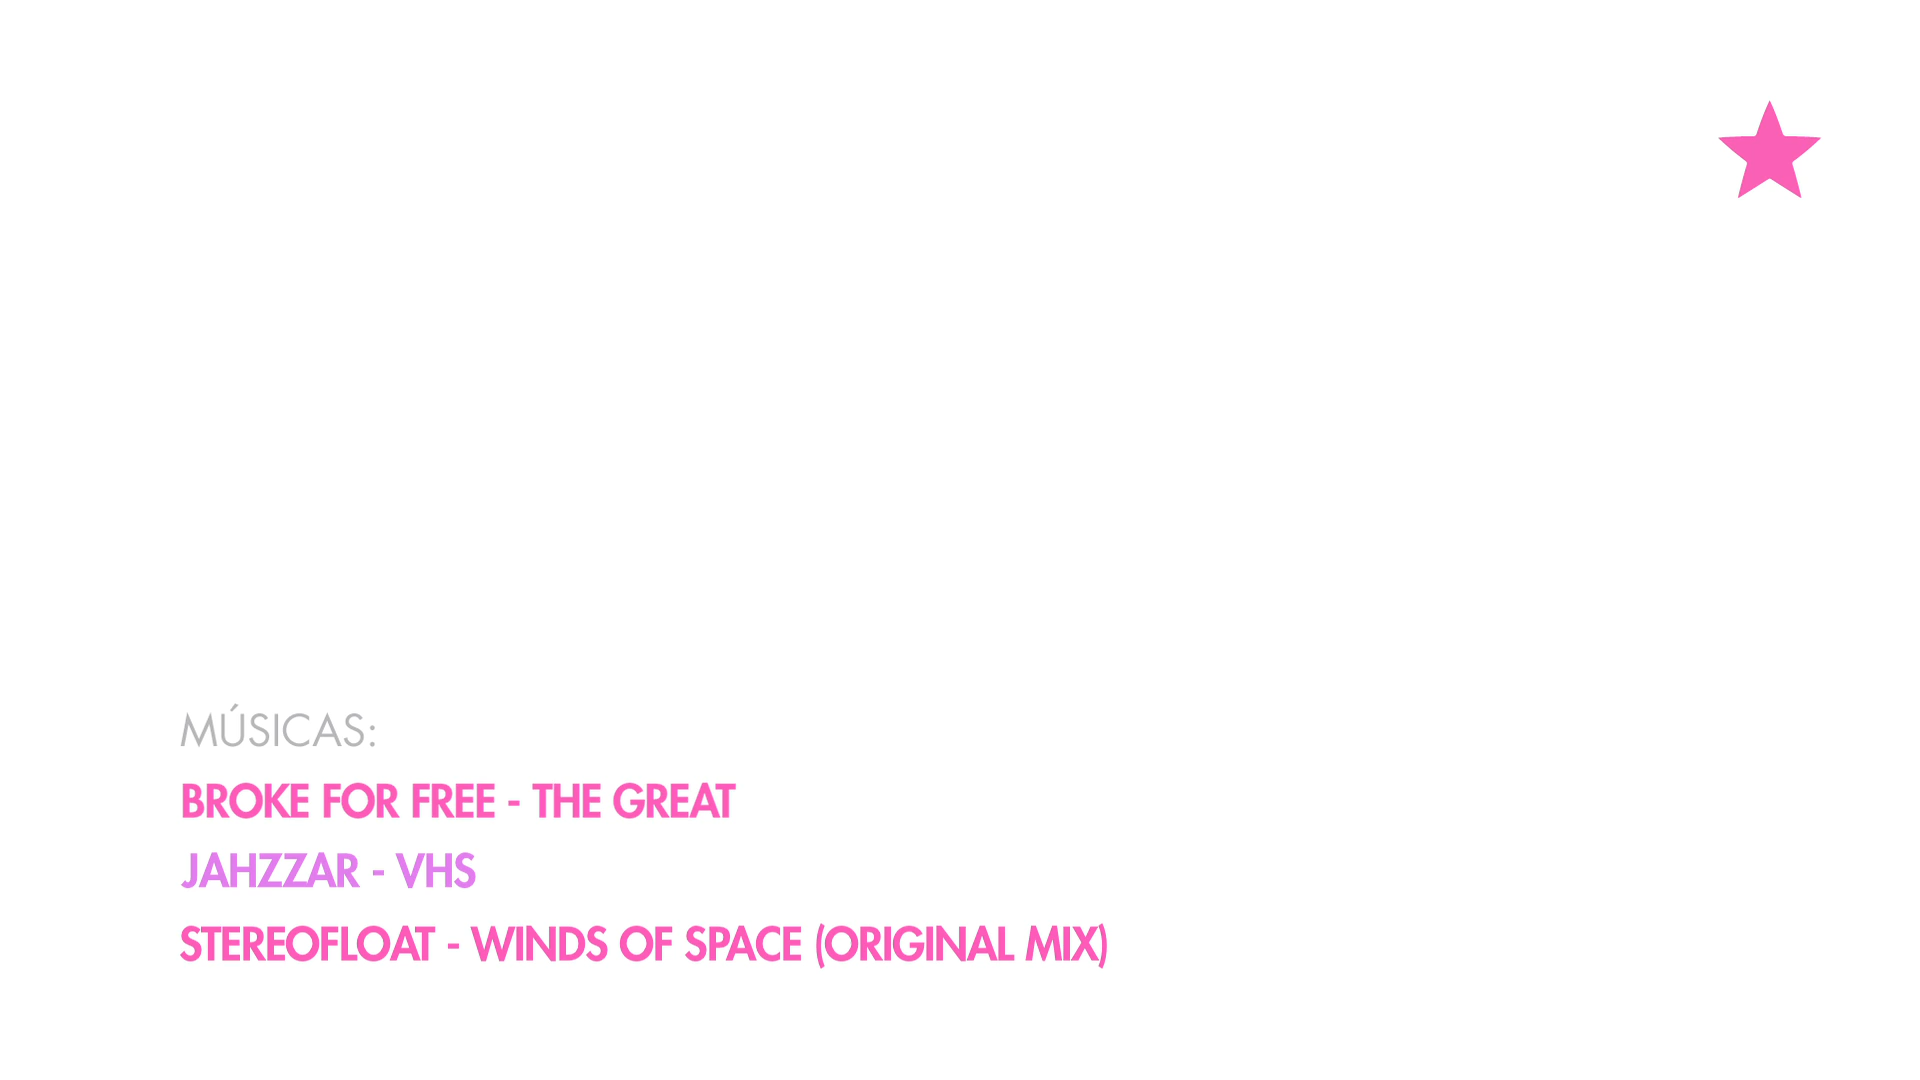 MÚSICAS:
BROKE FOR FREE - THE GREAT
JAHZZAR - VHS
STEREOFLOAT - WINDS OF SPACE (ORIGINAL MIX)